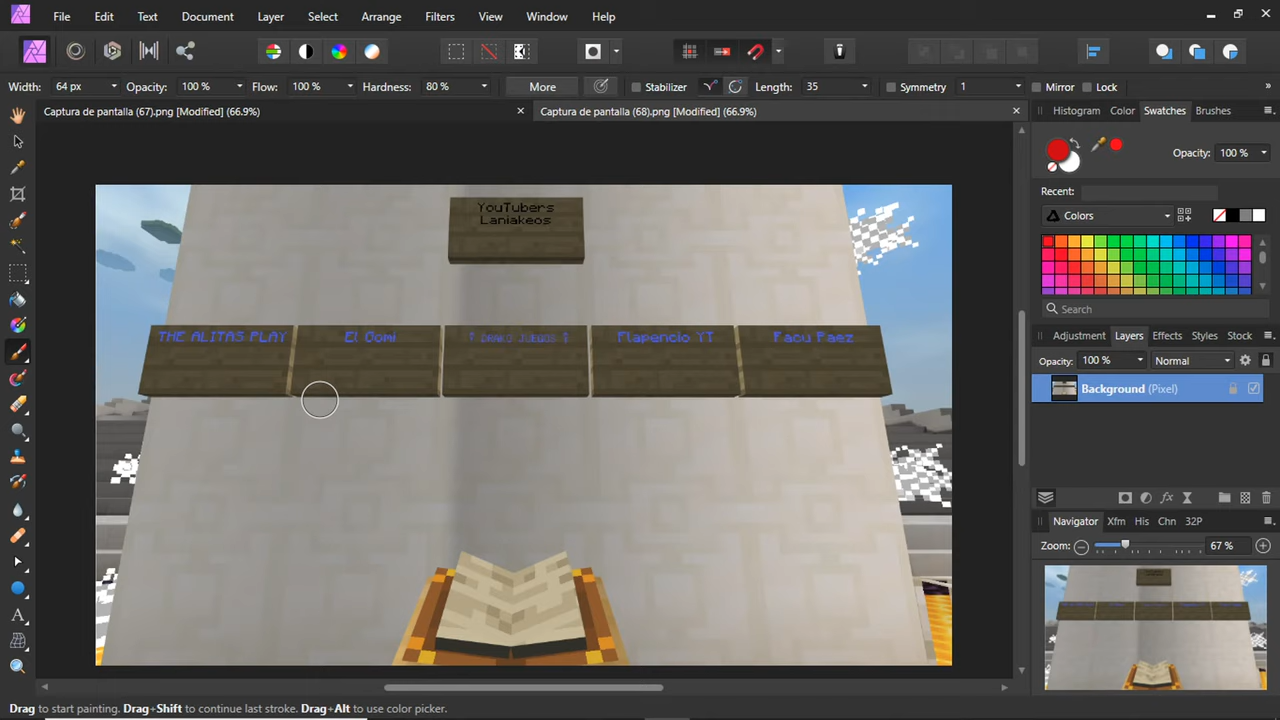 File Edit Text Document Layer Select Arrange Filters View Window Help
Width: 64 px Opacity: 100 % Flow: 100 % Hardness: 80 % More Stabilizer Length: 35 Symmetry 1 Mirror Lock »
Captura de pantalla (67).png [Modified] (66.9%)
Captura de pantalla (68).png [Modified] (66.9%)
Histogram Color Swatches Brushes
Opacity: 100 %
Recent:
Colors
Search
Adjustment Layers Effects Styles Stock
Opacity: 100 % Normal
Background (Pixel)
Navigator Xfm His Chn 32P
Zoom: 67 %
YouTubers
Laniakeos
THE ALITAS PLAY
El Gomi
↑ DRAKO JUEGOS ↑
Flapencio YT
Facu Paez
Drag to start painting. Drag+Shift to continue last stroke. Drag+Alt to use color picker.